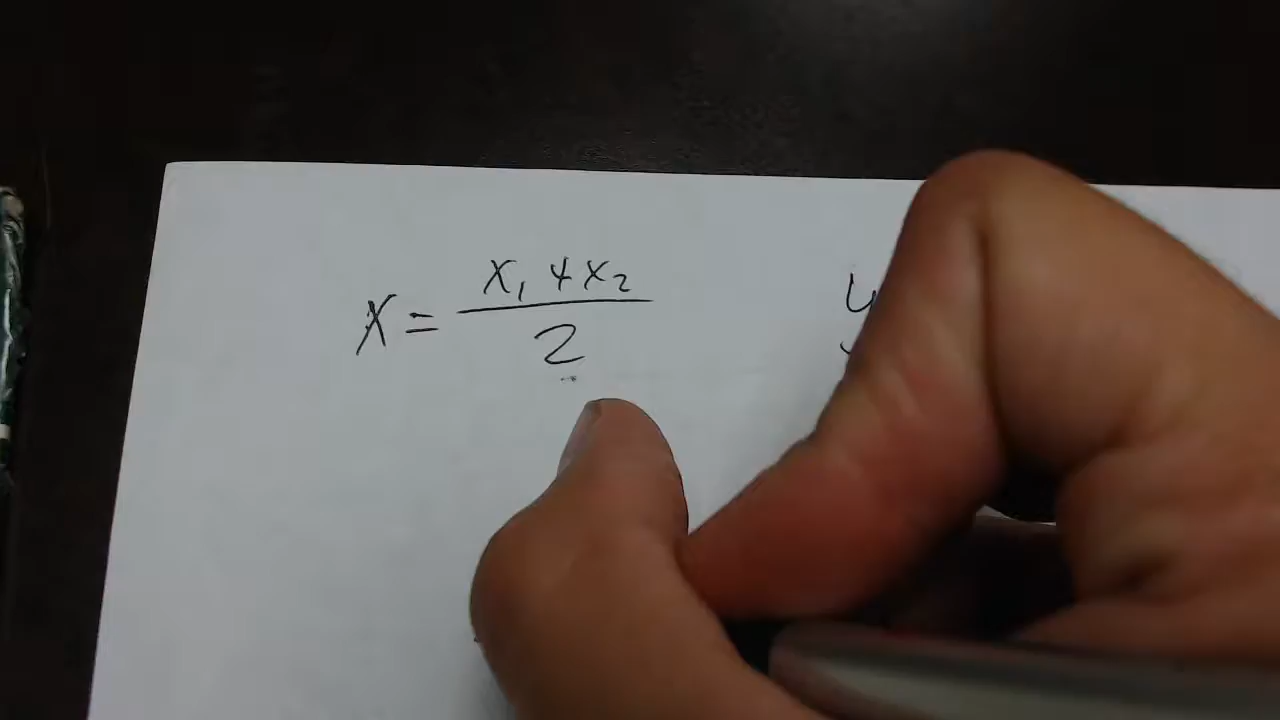 X = x₁ + x₂ / 2
y